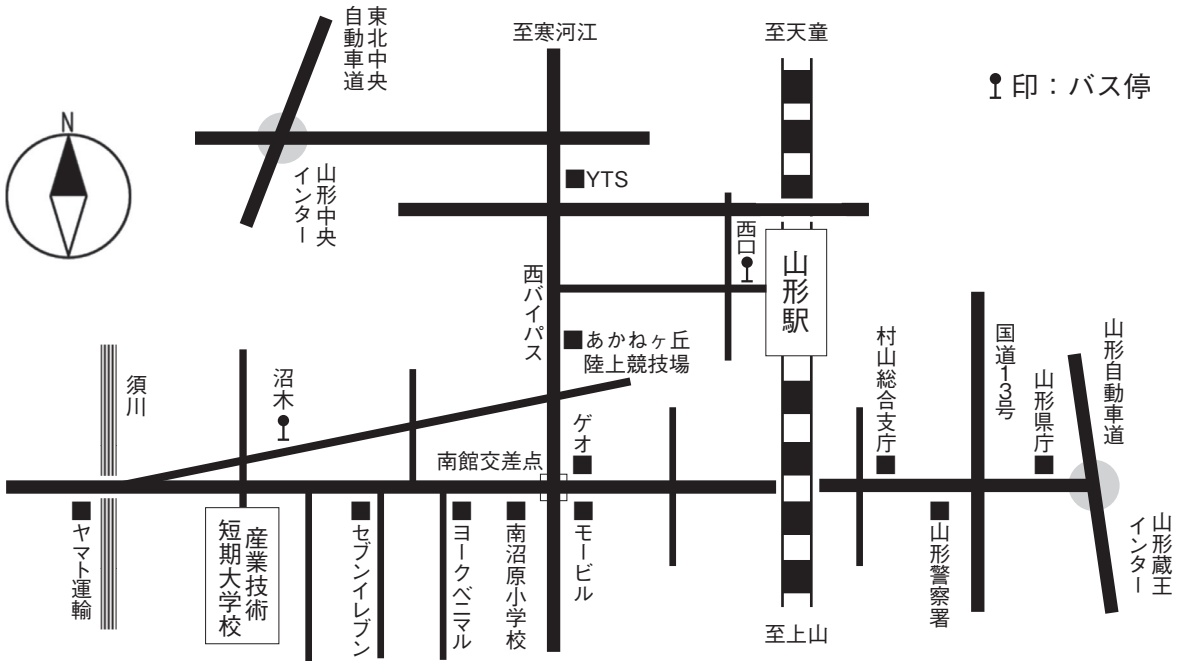 東北中央
自動車道
至寒河江
至天童
印：バス停
N
山形中央
インター
YTS
西口
山形駅
西バイパス
あかねヶ丘
陸上競技場
須川
沼木
村山総合支庁
国道13号
山形県庁
山形自動車道
ゲオ
南館交差点
ヤマト運輸
産業技術
短期大学校
セブンイレブン
ヨークベニマル
南沼原小学校
モービル
山形警察署
山形蔵王
インター
至上山